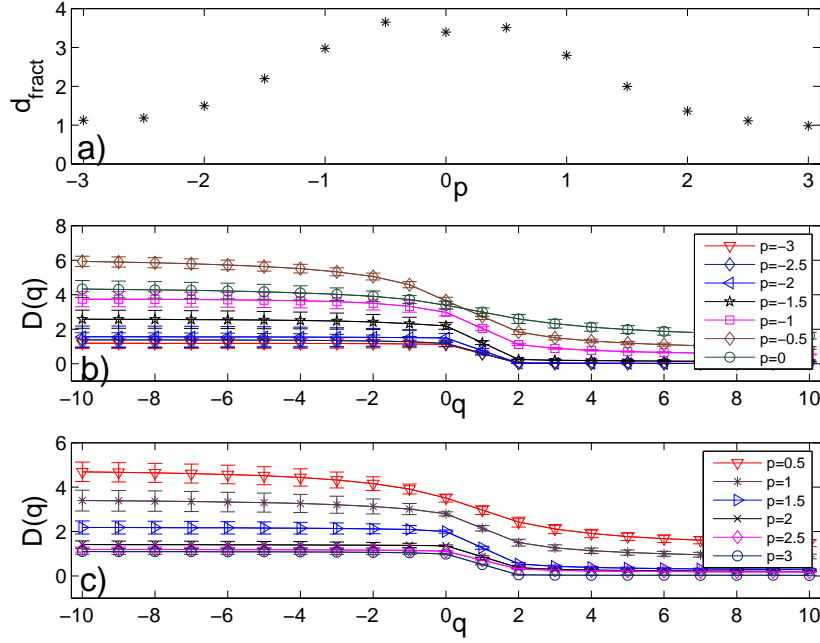 4
3
2
1
0
d_fract
a)
−3 −2 −1 0 1 2 3
p
8
6
4
2
0
D(q)
b)
p=−3
p=−2.5
p=−2
p=−1.5
p=−1
p=−0.5
p=0
−10 −8 −6 −4 −2 0 2 4 6 8 10
q
6
4
2
0
D(q)
c)
p=0.5
p=1
p=1.5
p=2
p=2.5
p=3
−10 −8 −6 −4 −2 0 2 4 6 8 10
q